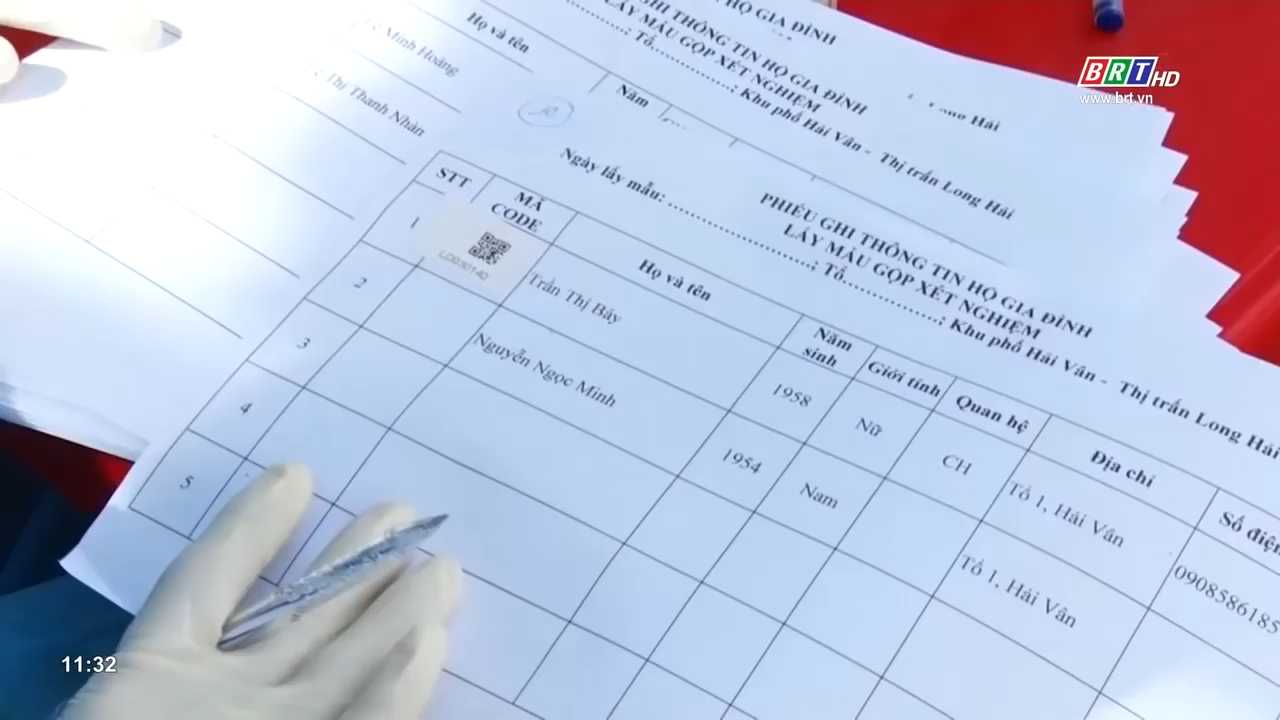 BRT HD
www.brt.vn
HỌ GIA ĐÌNH
Long Hải
GHI THÔNG TIN HỘ GIA ĐÌNH
LẤY MẪU GỘP XÉT NGHIỆM
Tổ..................: Khu phố Hải Vân - Thị trấn Long Hải
Họ và tên
Năm
Minh Hoàng
Thị Thanh Nhàn
PHIẾU GHI THÔNG TIN HỌ GIA ĐÌNH
LẤY MẪU GỘP XÉT NGHIỆM
Ngày lấy mẫu: ........................; Tổ..................; Khu phố Hải Vân - Thị trấn Long Hải
STT
MÃ CODE
Họ và tên
Năm sinh
Giới tính
Quan hệ
Địa chỉ
Số điện
1
Trần Thị Bảy
1958
Nữ
CH
Tổ 1, Hải Vân
0908586185
2
Nguyễn Ngọc Minh
1954
Nam
Tổ 1, Hải Vân
3
4
5
11:32